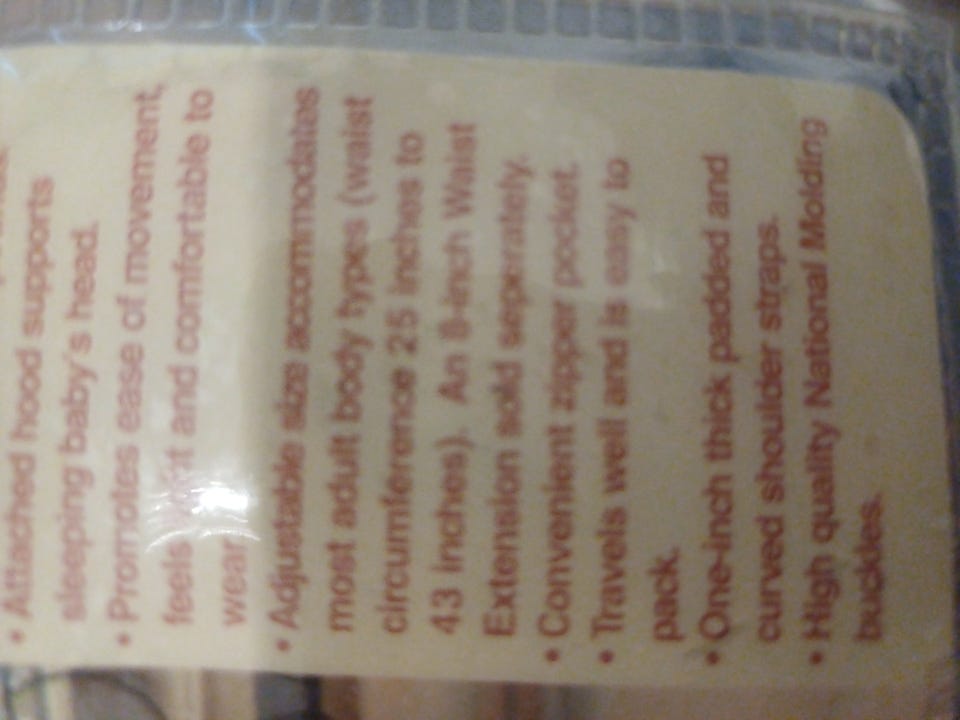 • Attached hood supports
sleeping baby's head.
• Promotes ease of movement,
feels and comfortable to
wear
• Adjustable size accommodates
most adult body types (waist
circumference 25 inches to
43 inches). An 8-inch Waist
Extension sold seperately.
• Convenient zipper pocket.
• Travels well and is easy to
pack.
• One-inch thick padded and
curved shoulder straps.
• High quality National Molding
buckles.